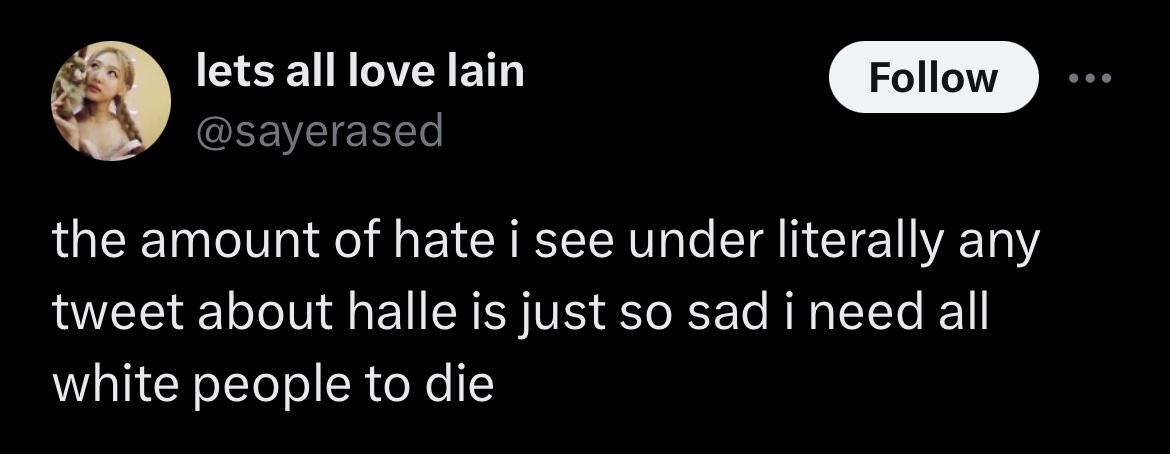 lets all love lain
Follow
@sayerased
the amount of hate i see under literally any
tweet about halle is just so sad i need all
white people to die